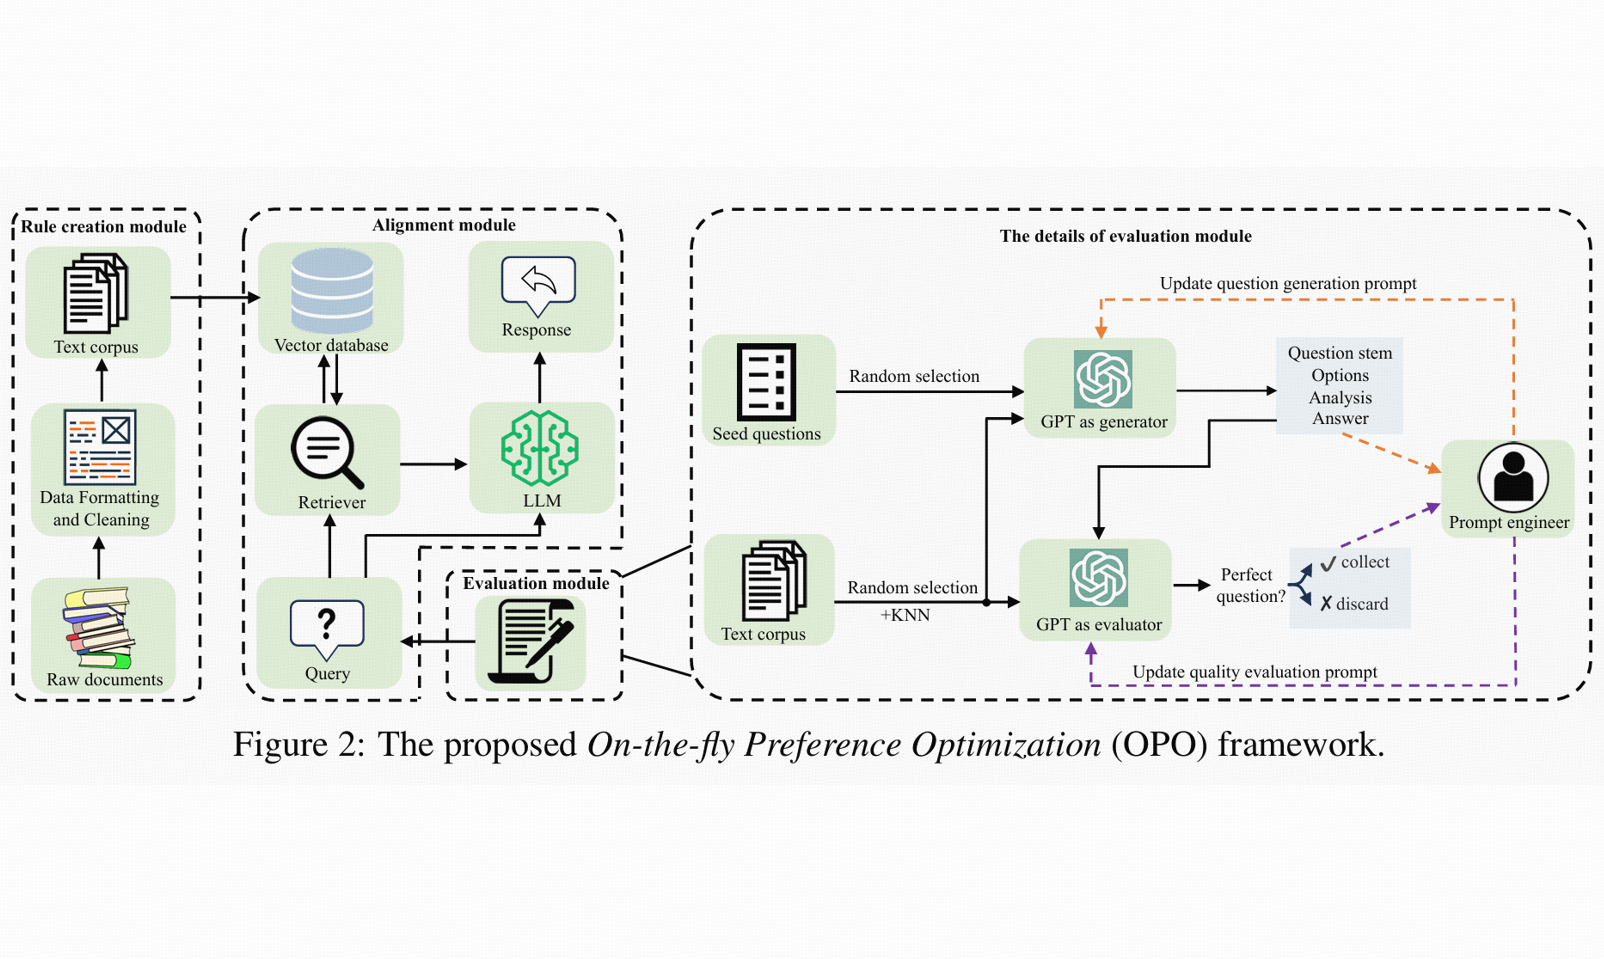 Rule creation module
Text corpus
Data Formatting
and Cleaning
Raw documents
Alignment module
Vector database
Response
Retriever
LLM
Query
Evaluation module
The details of evaluation module
Update question generation prompt
Seed questions
Random selection
GPT as generator
Question stem
Options
Analysis
Answer
Prompt engineer
Text corpus
Random selection
+KNN
GPT as evaluator
Perfect
question?
✓ collect
✗ discard
Update quality evaluation prompt
Figure 2: The proposed On-the-fly Preference Optimization (OPO) framework.